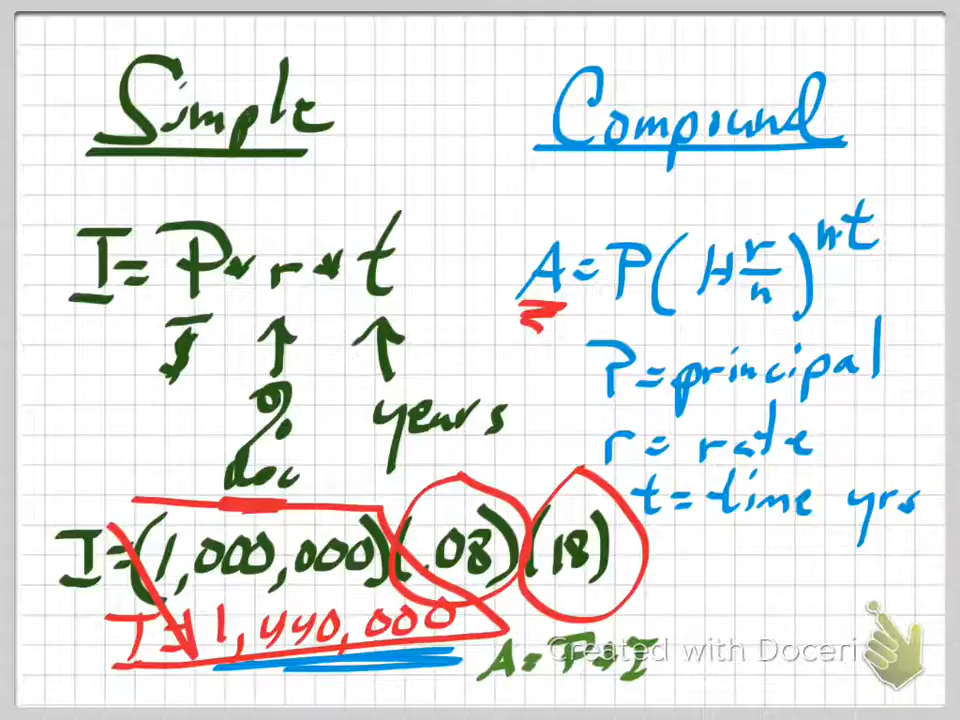 Simple
I = P * r * t
$
%
dec
years
I = (1,000,000)(.08)(18)
I = 1,440,000
A = P + I
Compound
A = P(1+r/n)^nt
P = principal
r = rate
t = time yrs
Created with Doceri